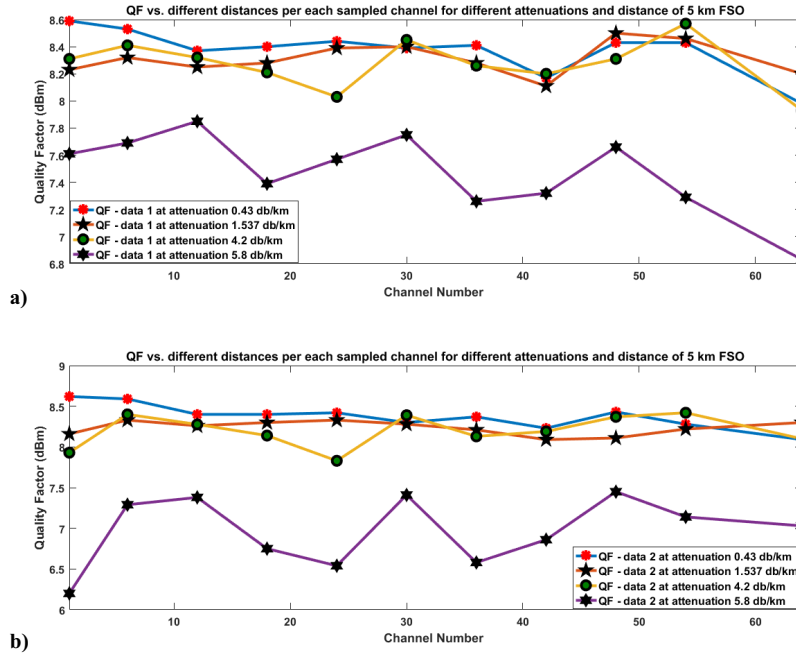 QF vs. different distances per each sampled channel for different attenuations and distance of 5 km FSO
8.6
8.4
8.2
8
7.8
7.6
7.4
7.2
7
6.8
Quality Factor (dBm)
QF - data 1 at attenuation 0.43 db/km
QF - data 1 at attenuation 1.537 db/km
QF - data 1 at attenuation 4.2 db/km
QF - data 1 at attenuation 5.8 db/km
10 20 30 40 50 60
Channel Number
a)
QF vs. different distances per each sampled channel for different attenuations and distance of 5 km FSO
9
8.5
8
7.5
7
6.5
6
Quality Factor (dBm)
QF - data 2 at attenuation 0.43 db/km
QF - data 2 at attenuation 1.537 db/km
QF - data 2 at attenuation 4.2 db/km
QF - data 2 at attenuation 5.8 db/km
10 20 30 40 50 60
Channel Number
b)